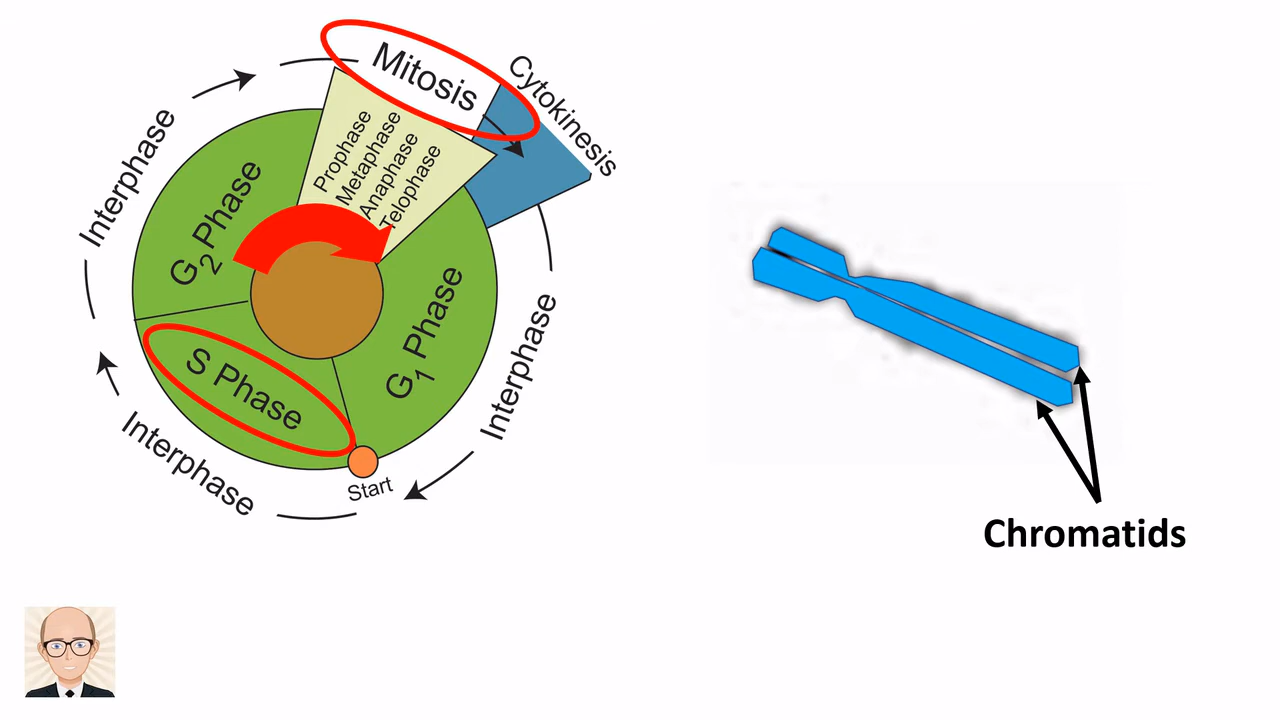 Mitosis
Cytokinesis
Prophase
Metaphase
Anaphase
Telophase
Interphase
G2 Phase
G1 Phase
Interphase
S Phase
Interphase
Start
Chromatids